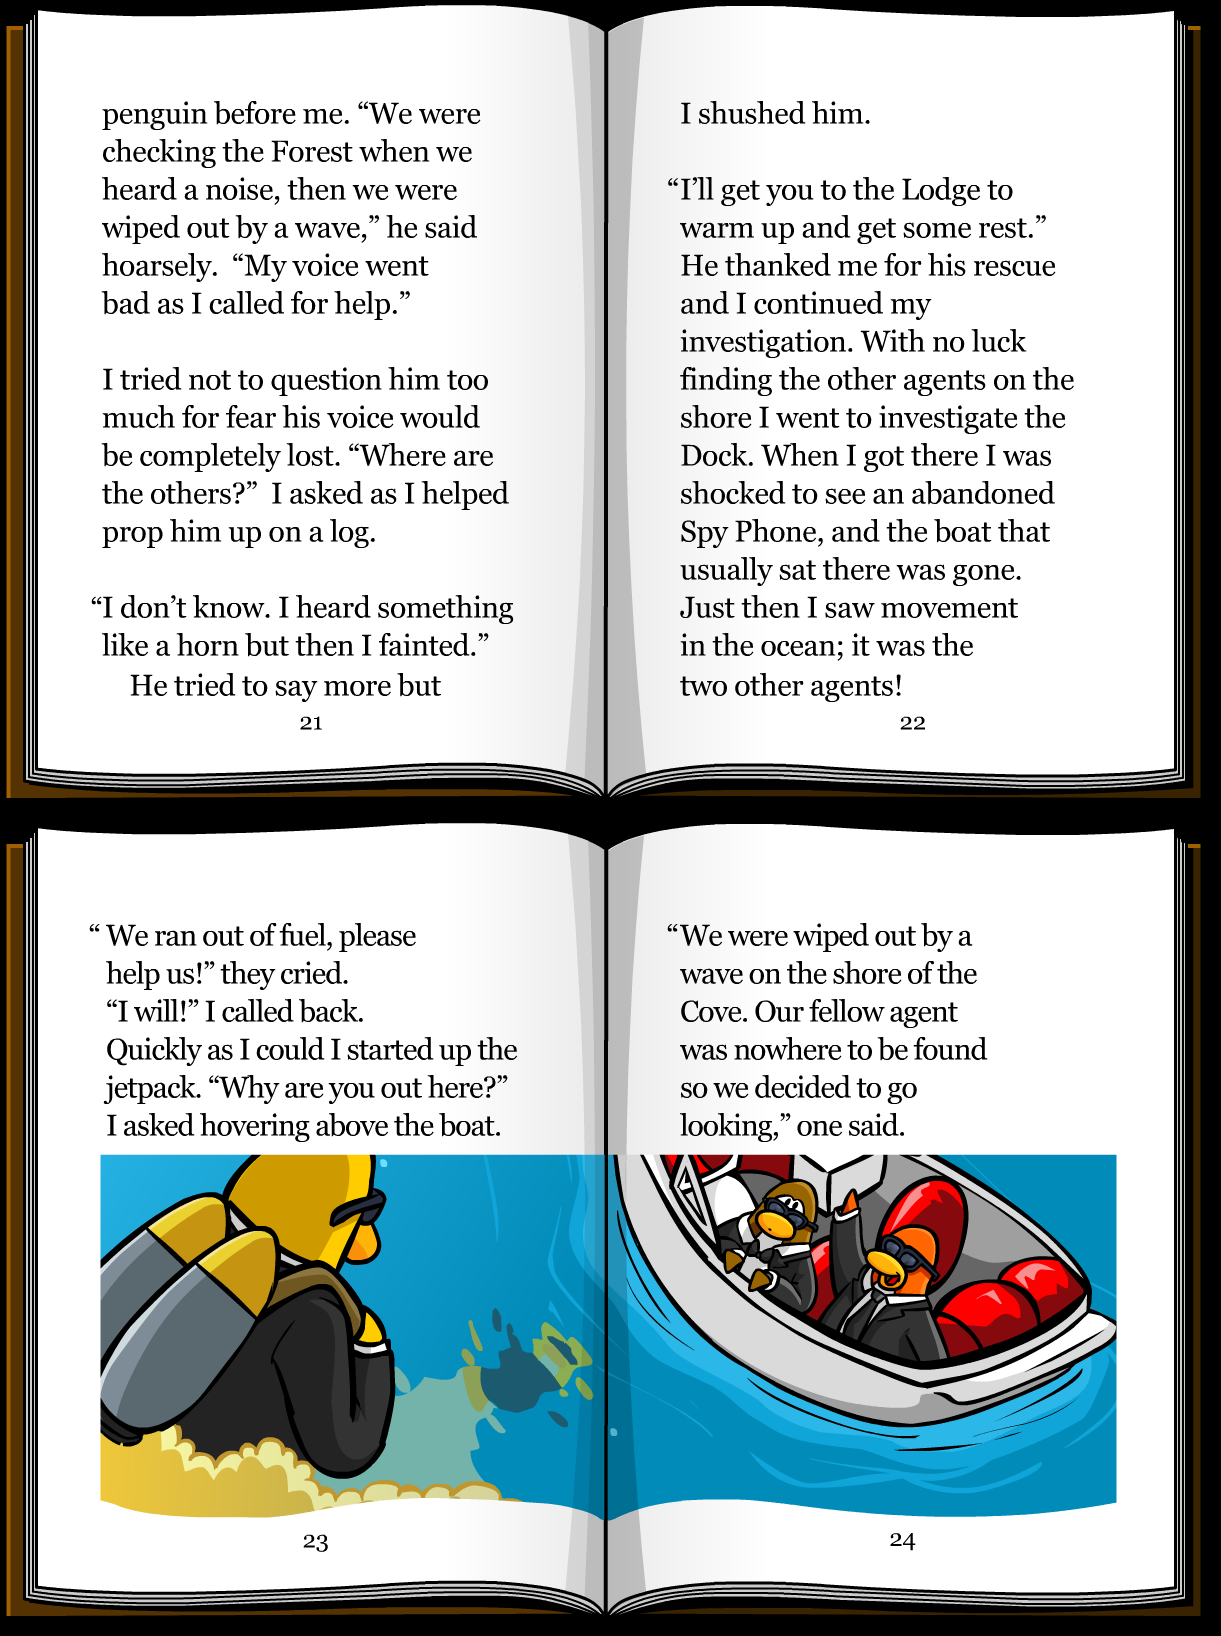 penguin before me. “We were
checking the Forest when we
heard a noise, then we were
wiped out by a wave,” he said
hoarsely.  “My voice went
bad as I called for help.”
I tried not to question him too
much for fear his voice would
be completely lost. “Where are
the others?”  I asked as I helped
prop him up on a log.
“I don’t know. I heard something
like a horn but then I fainted.”
He tried to say more but
21
I shushed him.
“I’ll get you to the Lodge to
warm up and get some rest.”
He thanked me for his rescue
and I continued my
investigation. With no luck
finding the other agents on the
shore I went to investigate the
Dock. When I got there I was
shocked to see an abandoned
Spy Phone, and the boat that
usually sat there was gone.
Just then I saw movement
in the ocean; it was the
two other agents!
22
“ We ran out of fuel, please
help us!” they cried.
“I will!” I called back.
Quickly as I could I started up the
jetpack. “Why are you out here?”
I asked hovering above the boat.
23
“We were wiped out by a
wave on the shore of the
Cove. Our fellow agent
was nowhere to be found
so we decided to go
looking,” one said.
24